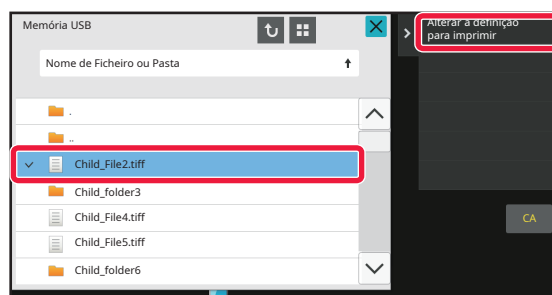 Memória USB
Alterar a definição
para imprimir
Nome de Ficheiro ou Pasta
.
..
Child_File2.tiff
Child_folder3
Child_File4.tiff
Child_File5.tiff
Child_folder6
CA